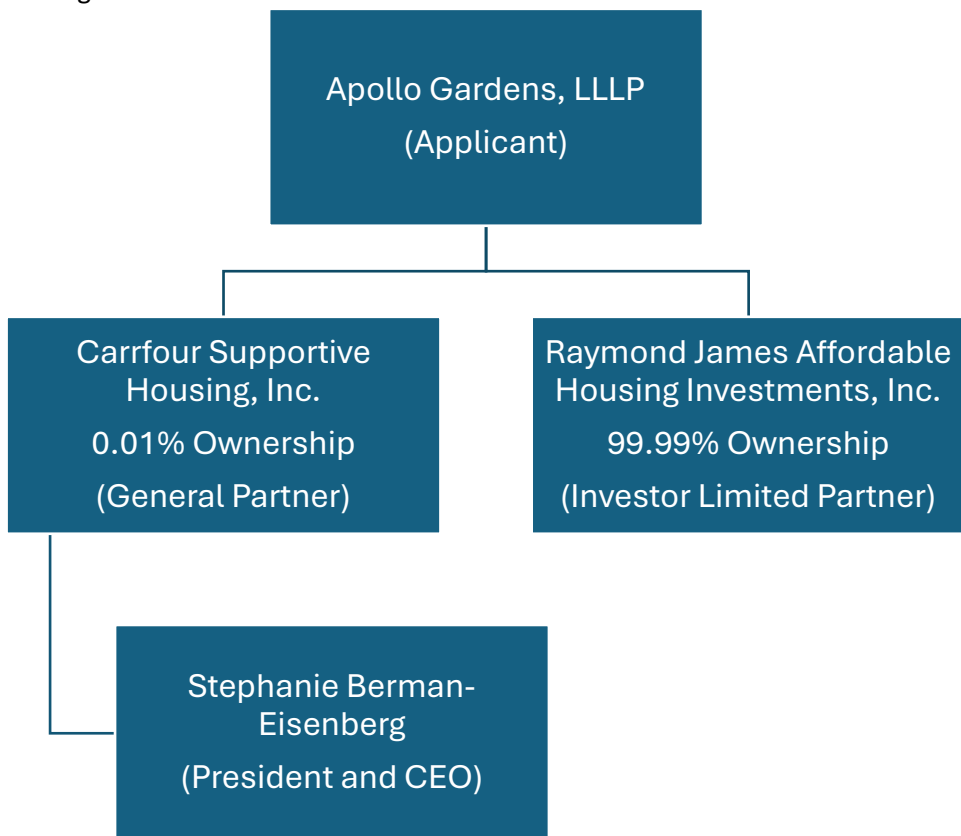 Apollo Gardens, LLLP
(Applicant)
Carrfour Supportive
Housing, Inc.
0.01% Ownership
(General Partner)
Raymond James Affordable
Housing Investments, Inc.
99.99% Ownership
(Investor Limited Partner)
Stephanie Berman-
Eisenberg
(President and CEO)